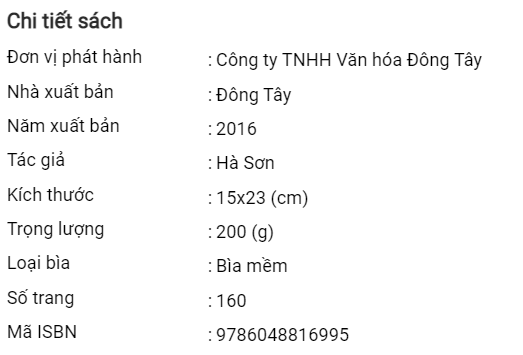 Chi tiết sách
Đơn vị phát hành : Công ty TNHH Văn hóa Đông Tây
Nhà xuất bản : Đông Tây
Năm xuất bản : 2016
Tác giả : Hà Sơn
Kích thước : 15x23 (cm)
Trọng lượng : 200 (g)
Loại bìa : Bìa mềm
Số trang : 160
Mã ISBN : 9786048816995